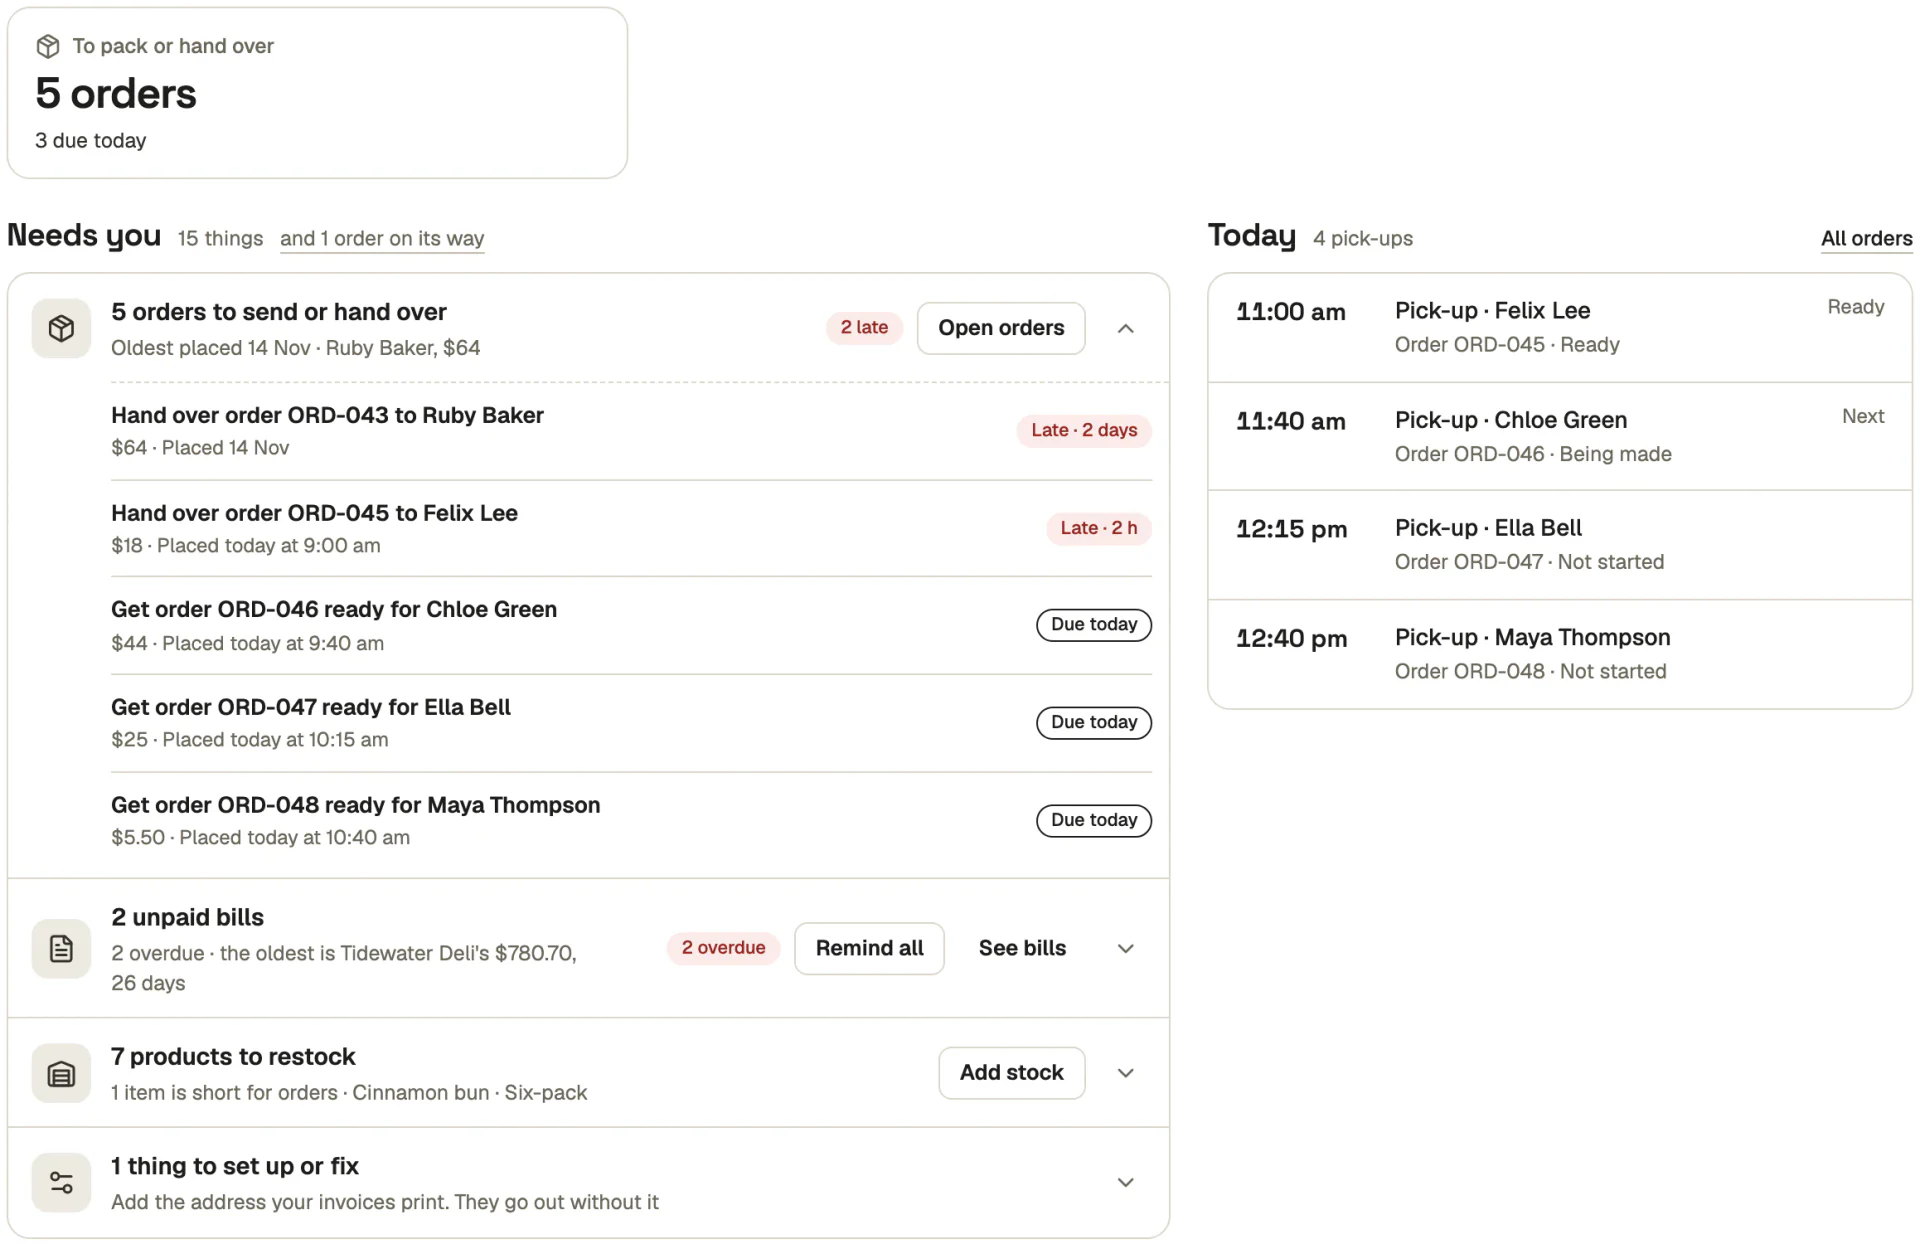 To pack or hand over
5 orders
3 due today
Needs you 15 things and 1 order on its way
5 orders to send or hand over
Oldest placed 14 Nov · Ruby Baker, $64
2 late
Open orders
Hand over order ORD-043 to Ruby Baker
$64 · Placed 14 Nov
Late · 2 days
Hand over order ORD-045 to Felix Lee
$18 · Placed today at 9:00 am
Late · 2 h
Get order ORD-046 ready for Chloe Green
$44 · Placed today at 9:40 am
Due today
Get order ORD-047 ready for Ella Bell
$25 · Placed today at 10:15 am
Due today
Get order ORD-048 ready for Maya Thompson
$5.50 · Placed today at 10:40 am
Due today
2 unpaid bills
2 overdue · the oldest is Tidewater Deli's $780.70,
26 days
2 overdue
Remind all
See bills
7 products to restock
1 item is short for orders · Cinnamon bun · Six-pack
Add stock
1 thing to set up or fix
Add the address your invoices print. They go out without it
Today 4 pick-ups
All orders
11:00 am
Pick-up · Felix Lee
Order ORD-045 · Ready
Ready
11:40 am
Pick-up · Chloe Green
Order ORD-046 · Being made
Next
12:15 pm
Pick-up · Ella Bell
Order ORD-047 · Not started
12:40 pm
Pick-up · Maya Thompson
Order ORD-048 · Not started